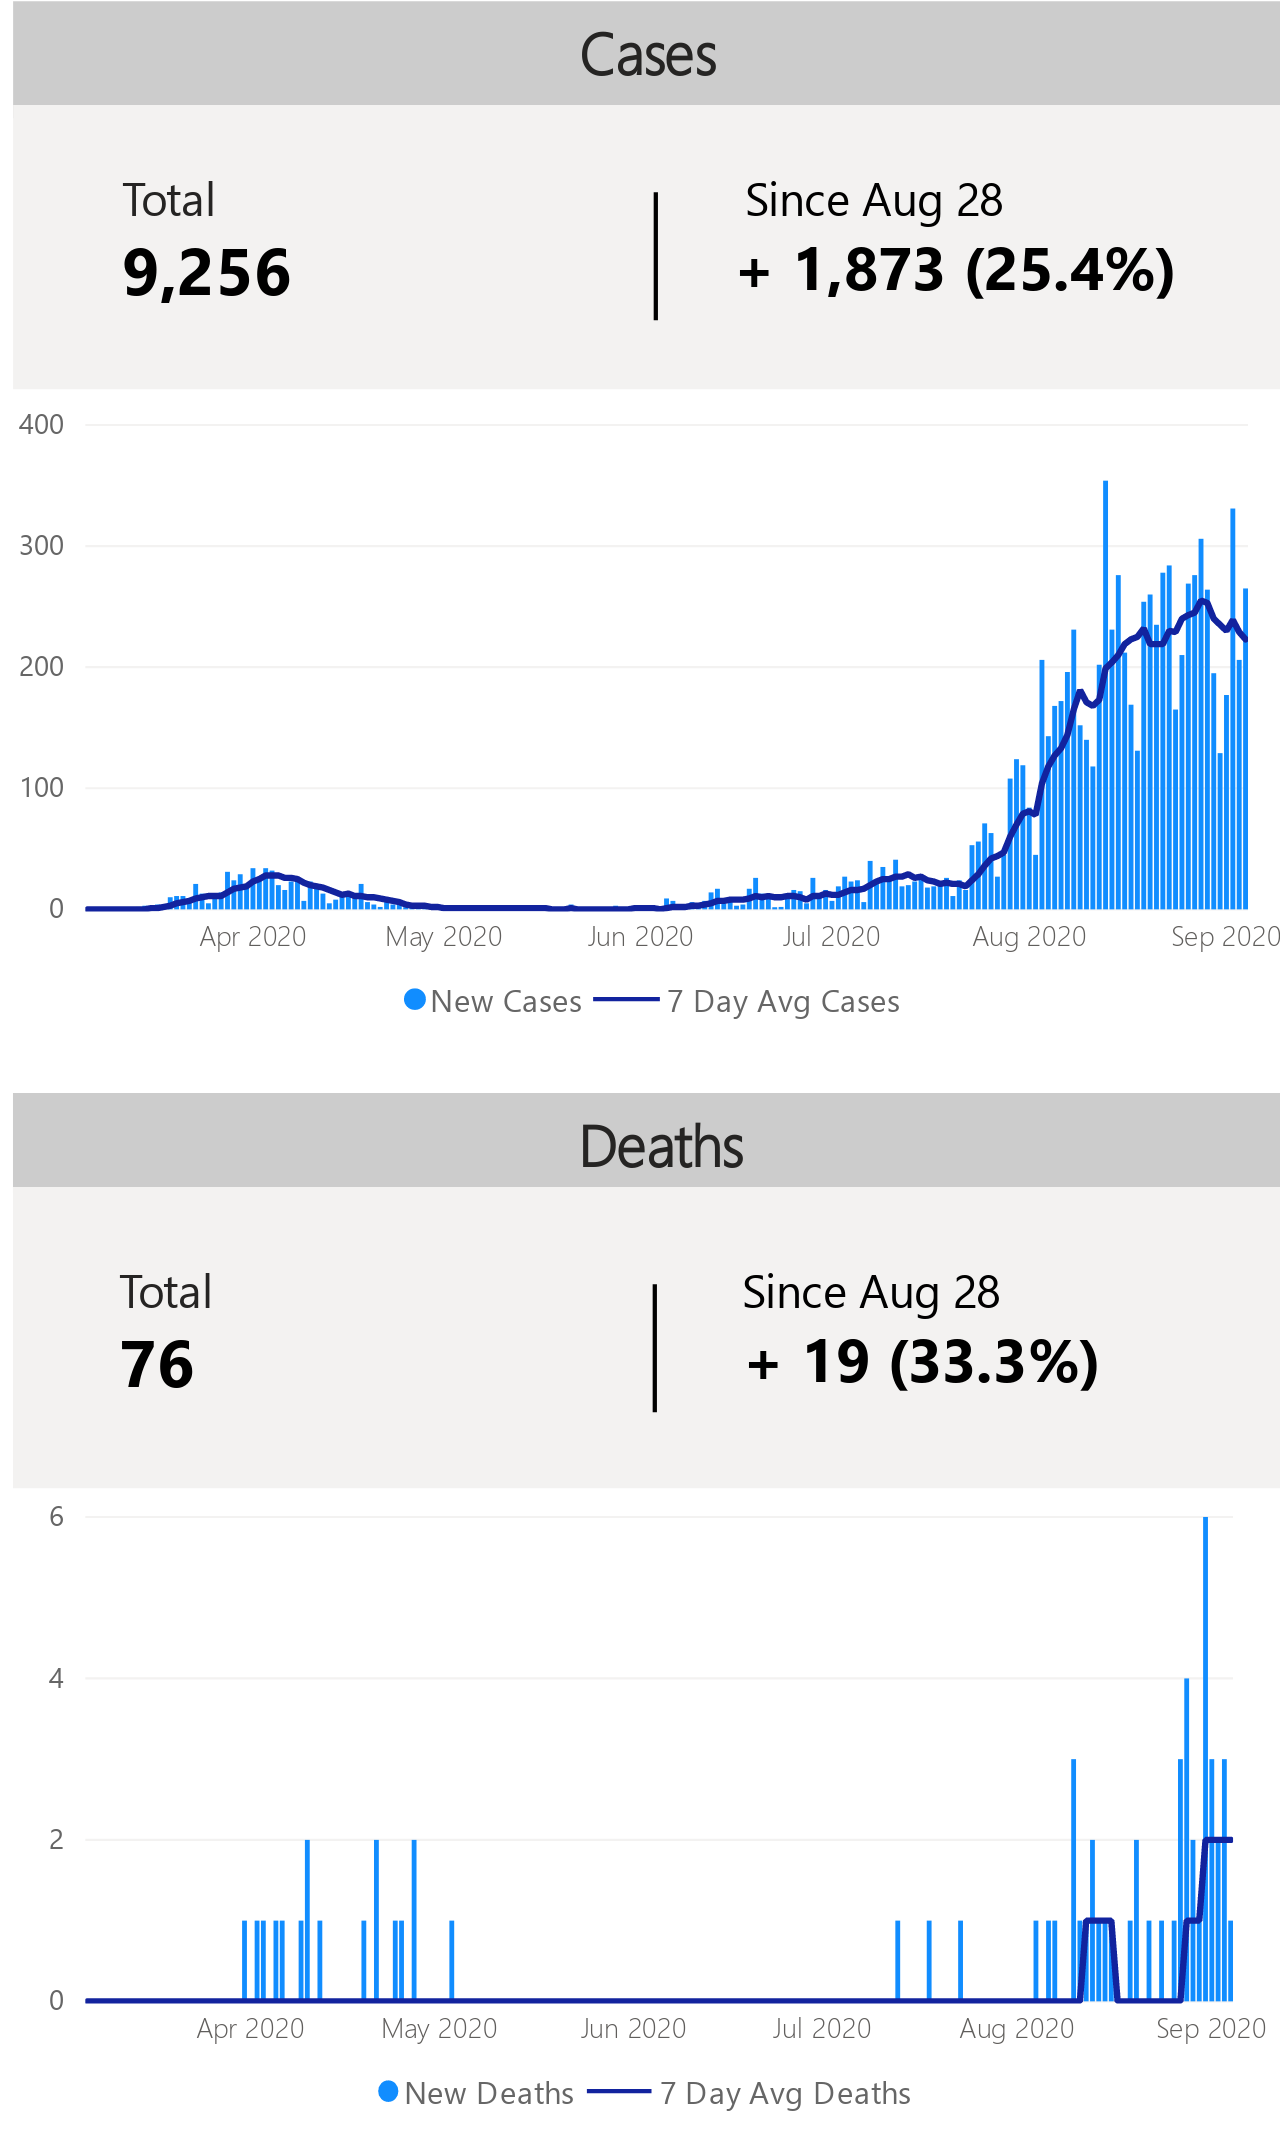 Cases
Total
Since Aug 28
9,256
+ 1,873 (25.4%)
400
300
200
100
0
Apr 2020 May 2020 Jun 2020 Jul 2020 Aug 2020 Sep 2020
New Cases 7 Day Avg Cases
Deaths
Total
Since Aug 28
76
+ 19 (33.3%)
6
4
2
0
Apr 2020 May 2020 Jun 2020 Jul 2020 Aug 2020 Sep 2020
New Deaths 7 Day Avg Deaths